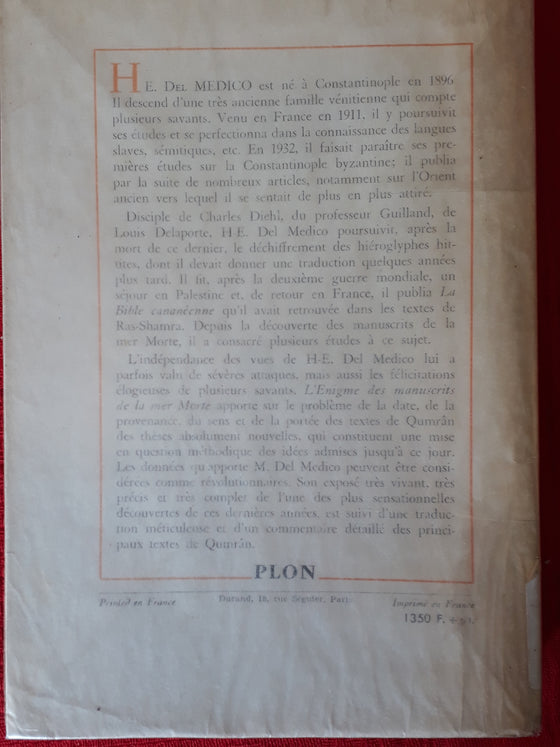 H E. DEL MEDICO est né à Constantinople en 1896
Il descend d'une très ancienne famille vénitienne qui compte
plusieurs savants. Venu en France en 1911, il y poursuivit
ses études et se perfectionna dans la connaissance des langues
slaves, sémitiques, etc. En 1932, il faisait paraître ses pre-
mières études sur la Constantinople byzantine; il publia
par la suite de nombreux articles, notamment sur l'Orient
ancien vers lequel il se sentait de plus en plus attiré.
Disciple de Charles Diehl, du professeur Guilland, de
Louis Delaporte, H-E. Del Medico poursuivit, après la
mort de ce dernier, le déchiffrement des hiéroglyphes hit-
tites, dont il devait donner une traduction quelques années
plus tard. Il fit, après la deuxième guerre mondiale, un
séjour en Palestine et, de retour en France, il publia La
Bible cananéenne qu'il avait retrouvée dans les textes de
Ras-Shamra. Depuis la découverte des manuscrits de la
mer Morte, il a consacré plusieurs études à ce sujet.
L'indépendance des vues de H-E. Del Medico lui a
parfois valu de sévères attaques, mais aussi les félicitations
élogieuses de plusieurs savants. L'Enigme des manuscrits
de la mer Morte apporte sur le problème de la date, de la
provenance, du sens et de la portée des textes de Qumrân
des thèses absolument nouvelles, qui constituent une mise
en question méthodique des idées admises jusqu'à ce jour.
Les données qu'apporte M. Del Medico peuvent être consi-
dérées comme révolutionnaires. Son exposé très vivant, très
précis et très complet de l'une des plus sensationnelles
découvertes de ces dernières années, est suivi d'une traduc-
tion méticuleuse et d'un commentaire détaillé des princi-
paux textes de Qumrân.
PLON
Printed en France
Durand, 18, rue Séguier, Paris
Imprimé en France
1350 F.